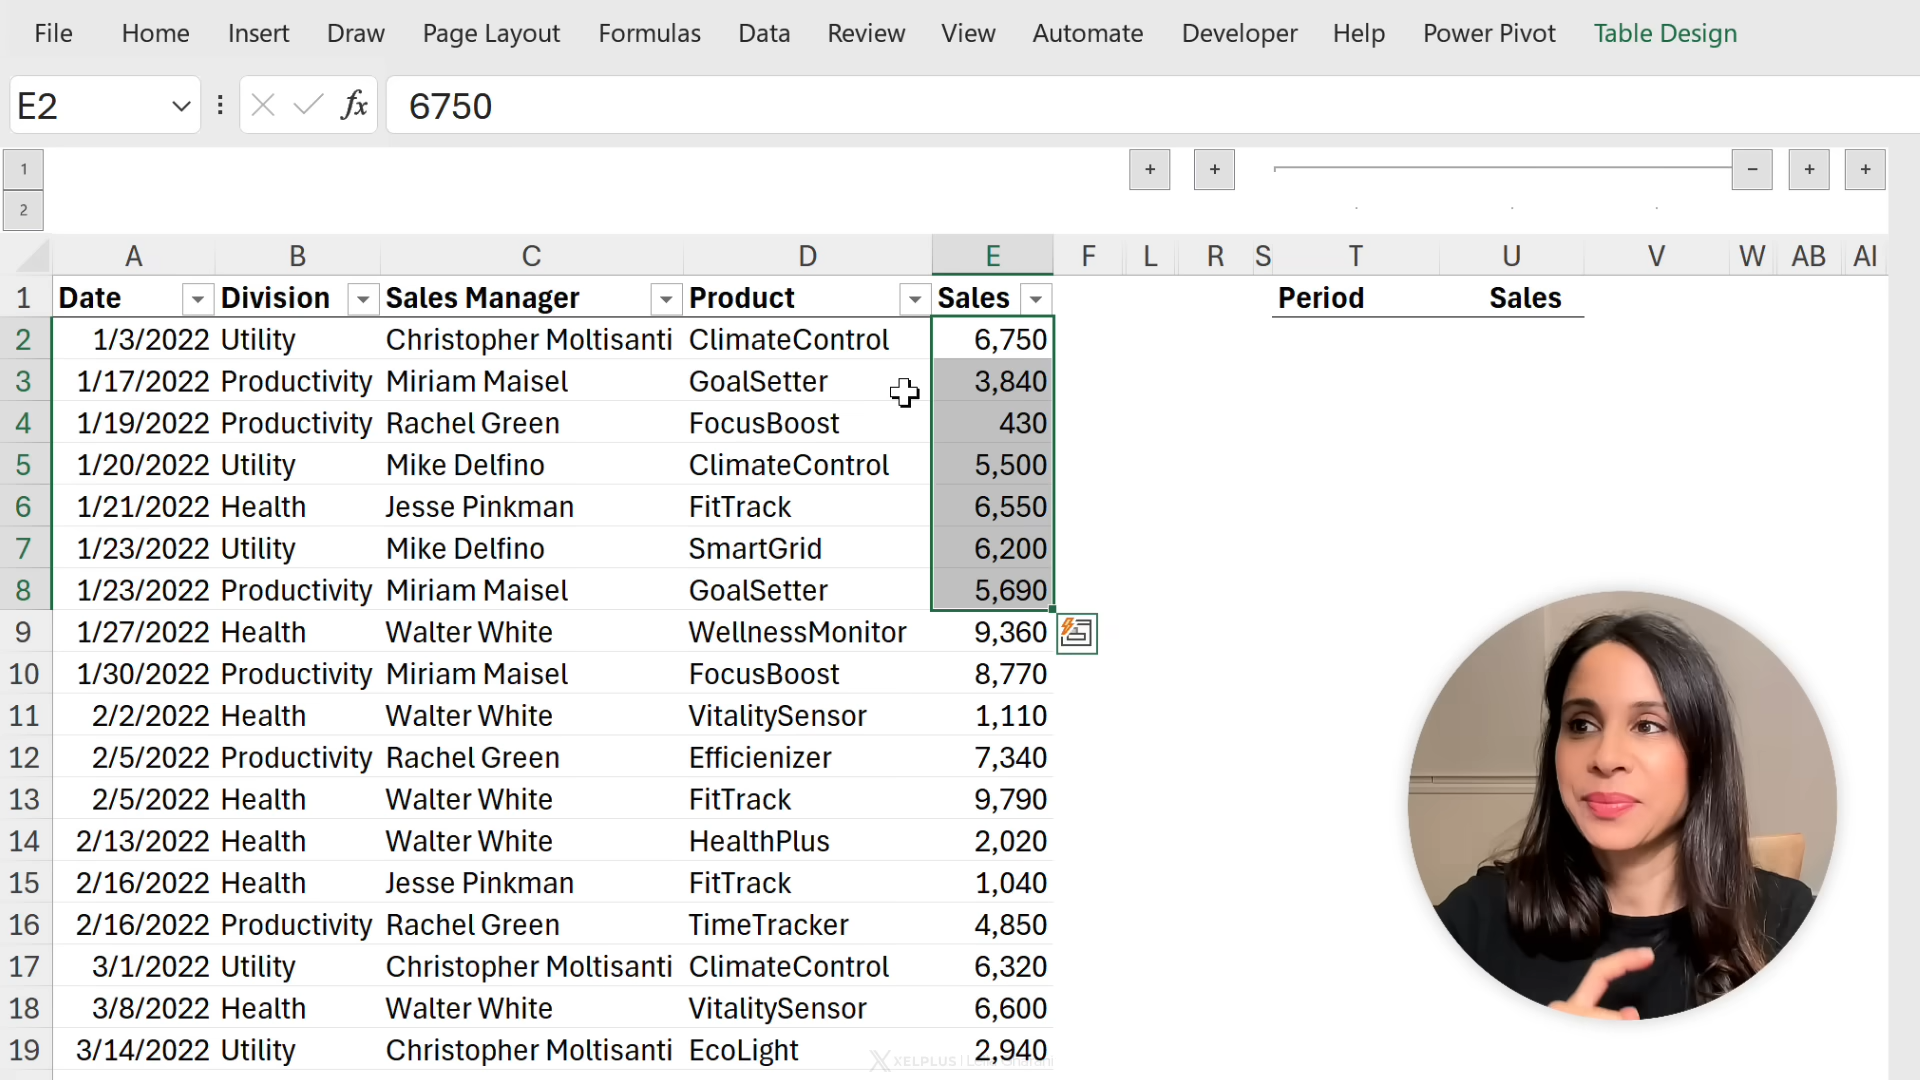 File Home Insert Draw Page Layout Formulas Data Review View Automate Developer Help Power Pivot Table Design
E2 fx 6750
1 + + − + +
2
A B C D E F L R S T U V W AB AI
1 Date Division Sales Manager Product Sales Period Sales
2 1/3/2022 Utility Christopher Moltisanti ClimateControl 6,750
3 1/17/2022 Productivity Miriam Maisel GoalSetter 3,840
4 1/19/2022 Productivity Rachel Green FocusBoost 430
5 1/20/2022 Utility Mike Delfino ClimateControl 5,500
6 1/21/2022 Health Jesse Pinkman FitTrack 6,550
7 1/23/2022 Utility Mike Delfino SmartGrid 6,200
8 1/23/2022 Productivity Miriam Maisel GoalSetter 5,690
9 1/27/2022 Health Walter White WellnessMonitor 9,360
10 1/30/2022 Productivity Miriam Maisel FocusBoost 8,770
11 2/2/2022 Health Walter White VitalitySensor 1,110
12 2/5/2022 Productivity Rachel Green Efficienizer 7,340
13 2/5/2022 Health Walter White FitTrack 9,790
14 2/13/2022 Health Walter White HealthPlus 2,020
15 2/16/2022 Health Jesse Pinkman FitTrack 1,040
16 2/16/2022 Productivity Rachel Green TimeTracker 4,850
17 3/1/2022 Utility Christopher Moltisanti ClimateControl 6,320
18 3/8/2022 Health Walter White VitalitySensor 6,600
19 3/14/2022 Utility Christopher Moltisanti EcoLight 2,940
XELPLUS